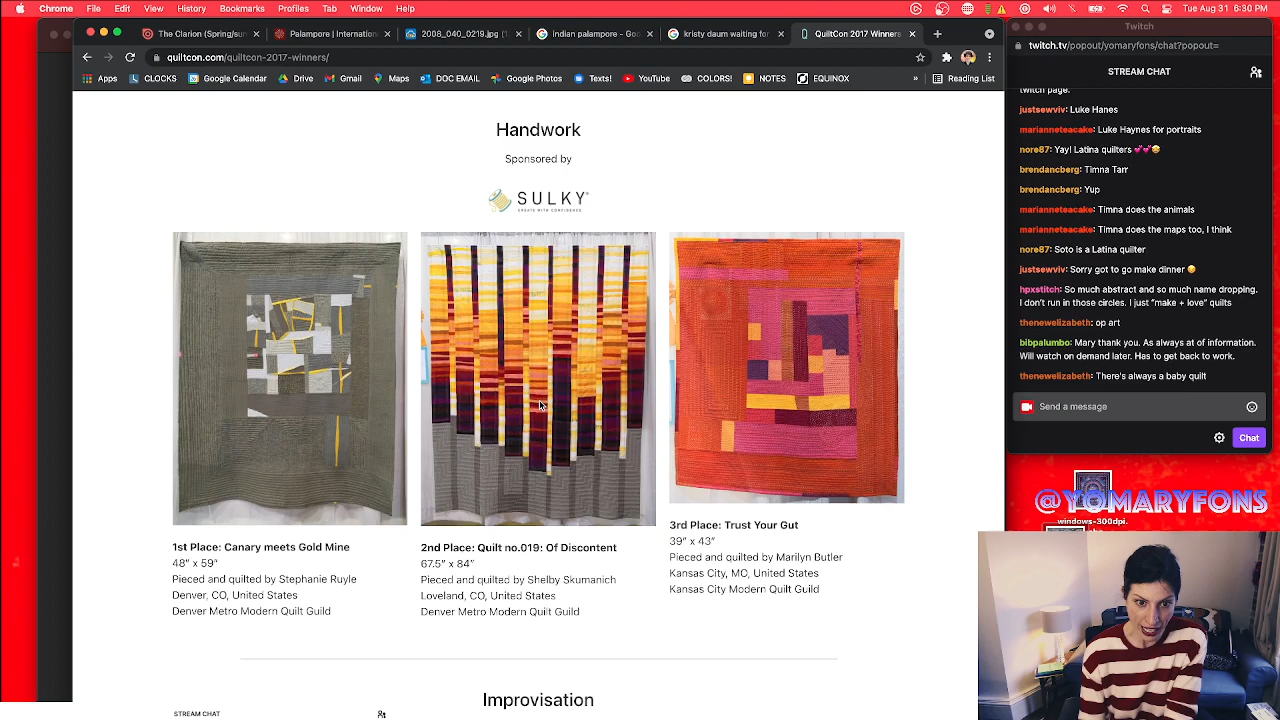 Chrome File Edit View History Bookmarks Profiles Tab Window Help
Tue Aug 31 6:30 PM
The Clarion (Spring/sun
Palampore | Internationa
2008_040_0219.jpg (1
Indian palampore - Goo
kristy daum waiting for
QuiltCon 2017 Winners
quiltcon.com/quiltcon-2017-winners/
Apps CLOCKS Google Calendar Drive Gmail Maps DOC EMAIL Google Photos Texts! YouTube COLORS! NOTES EQUINOX » Reading List
Handwork
Sponsored by
SULKY
CREATE WITH CONFIDENCE
1st Place: Canary meets Gold Mine
48” x 59”
Pieced and quilted by Stephanie Ruyle
Denver, CO, United States
Denver Metro Modern Quilt Guild
2nd Place: Quilt no.019: Of Discontent
67.5” x 84”
Pieced and quilted by Shelby Skumanich
Loveland, CO, United States
Denver Metro Modern Quilt Guild
3rd Place: Trust Your Gut
39” x 43”
Pieced and quilted by Marilyn Butler
Kansas City, MO, United States
Kansas City Modern Quilt Guild
Improvisation
STREAM CHAT
Twitch
twitch.tv/popout/yomaryfons/chat?popout=
STREAM CHAT
twitch page.
justsewviv: Luke Hanes
marianneteacake: Luke Haynes for portraits
nore87: Yay! Latina quilters 💕💕🤩
brendancberg: Timna Tarr
brendancberg: Yup
marianneteacake: Timna does the animals
marianneteacake: Timna does the maps too, I think
nore87: Soto is a Latina quilter
justsewviv: Sorry got to go make dinner
hpxstitch: So much abstract and so much name dropping.
I don't run in those circles. I just “make + love” quilts
thenewelizabeth: op art
bibpalumbo: Mary thank you. As always at of information.
Will watch on demand later. Has to get back to work.
thenewelizabeth: There's always a baby quilt
Send a message
Chat
@YOMARYFONS
windows-300dpi.